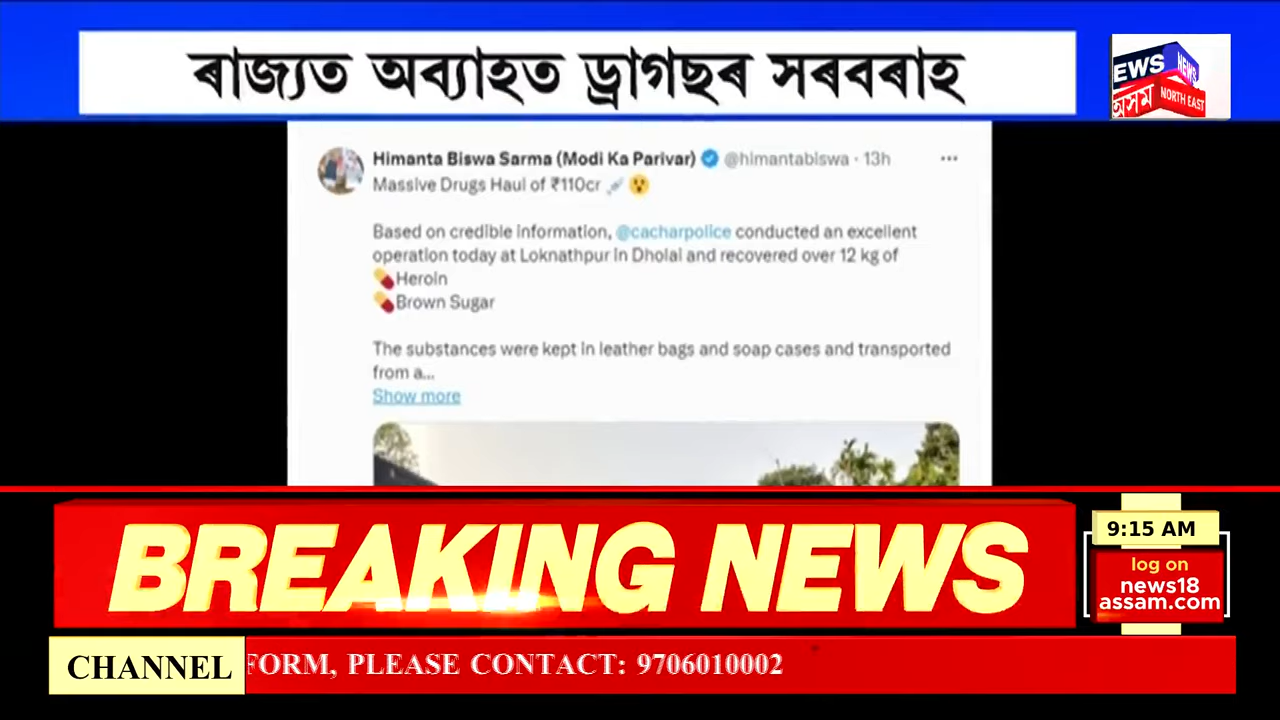 ৰাজ্যত অব্যাহত ড্ৰাগছৰ সৰবৰাহ
EWS NEWS
অসম NORTH EAST
Himanta Biswa Sarma (Modi Ka Parivar) @himantabiswa · 13h
Massive Drugs Haul of ₹110cr 💉😮
Based on credible information, @cacharpolice conducted an excellent
operation today at Loknathpur in Dholai and recovered over 12 kg of
💊Heroin
💊Brown Sugar
The substances were kept in leather bags and soap cases and transported
from a...
Show more
BREAKING NEWS
9:15 AM
log on
news18
assam.com
CHANNEL FORM, PLEASE CONTACT: 9706010002